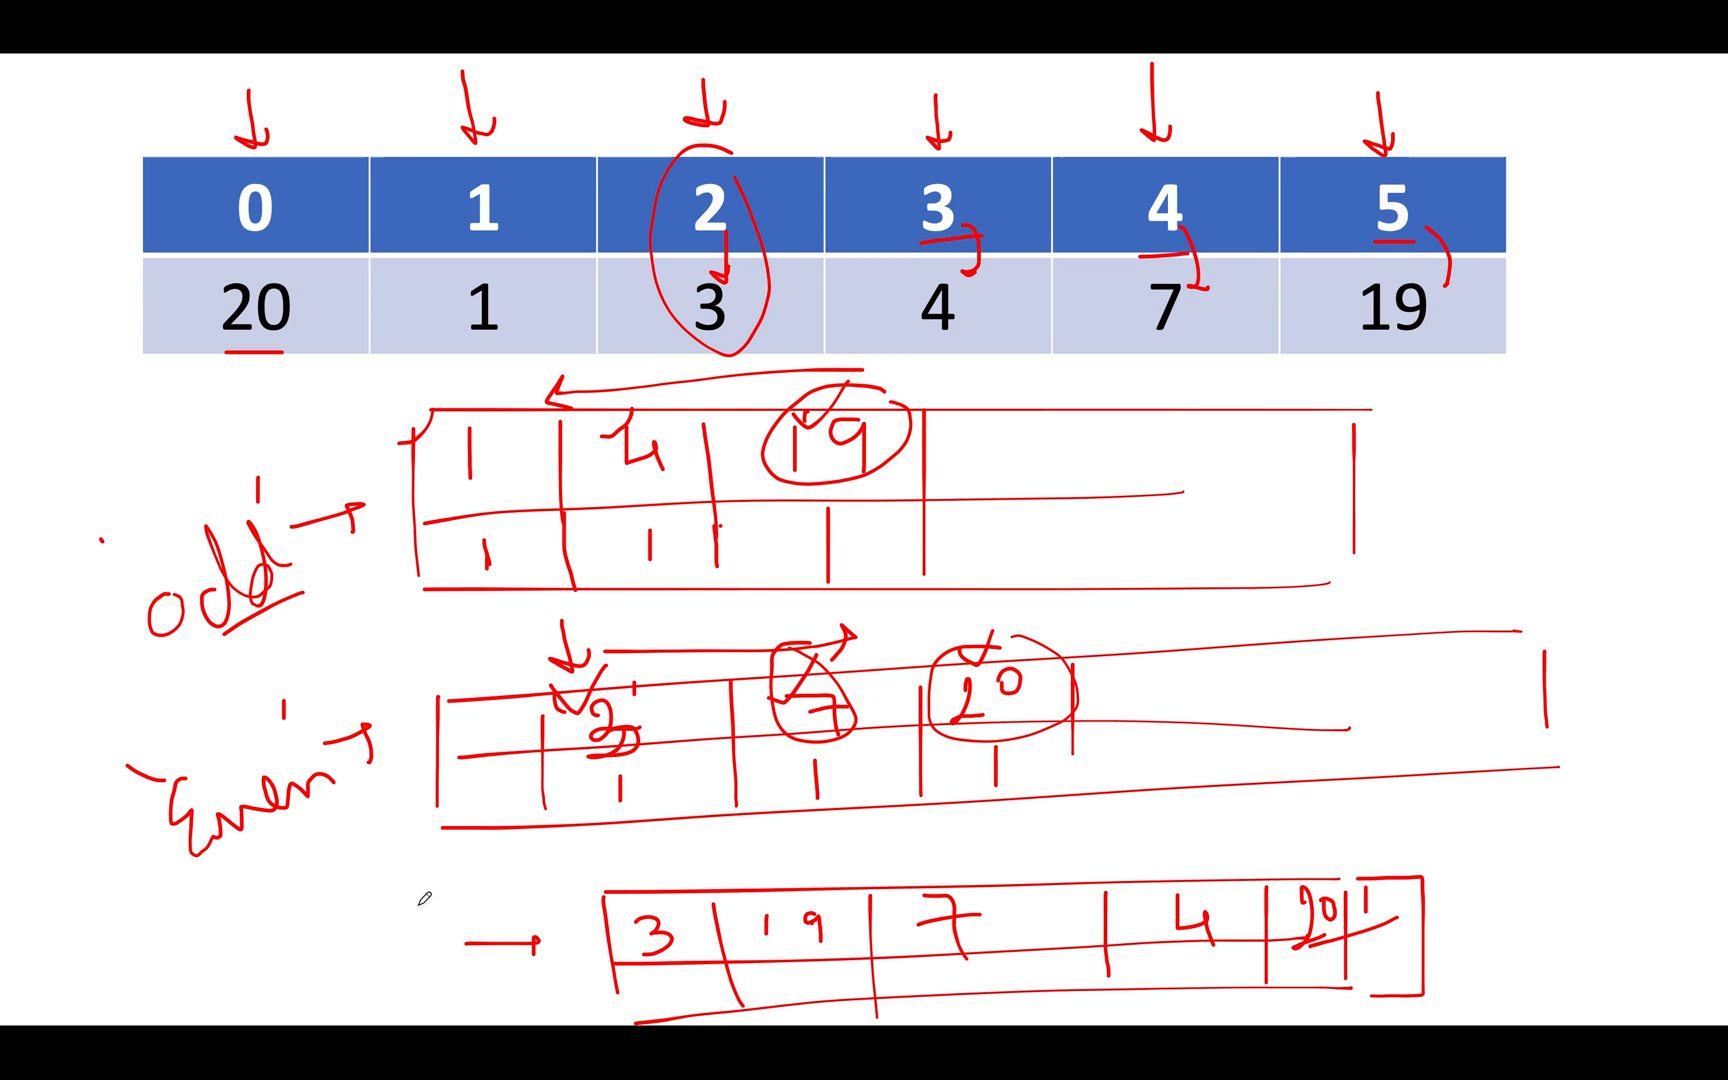 0 1 2 3 4 5
20 1 3 4 7 19
1 4 19
odd
1 1 1
3 7 20
Even
1 1 1
3 19 7 4 20 1